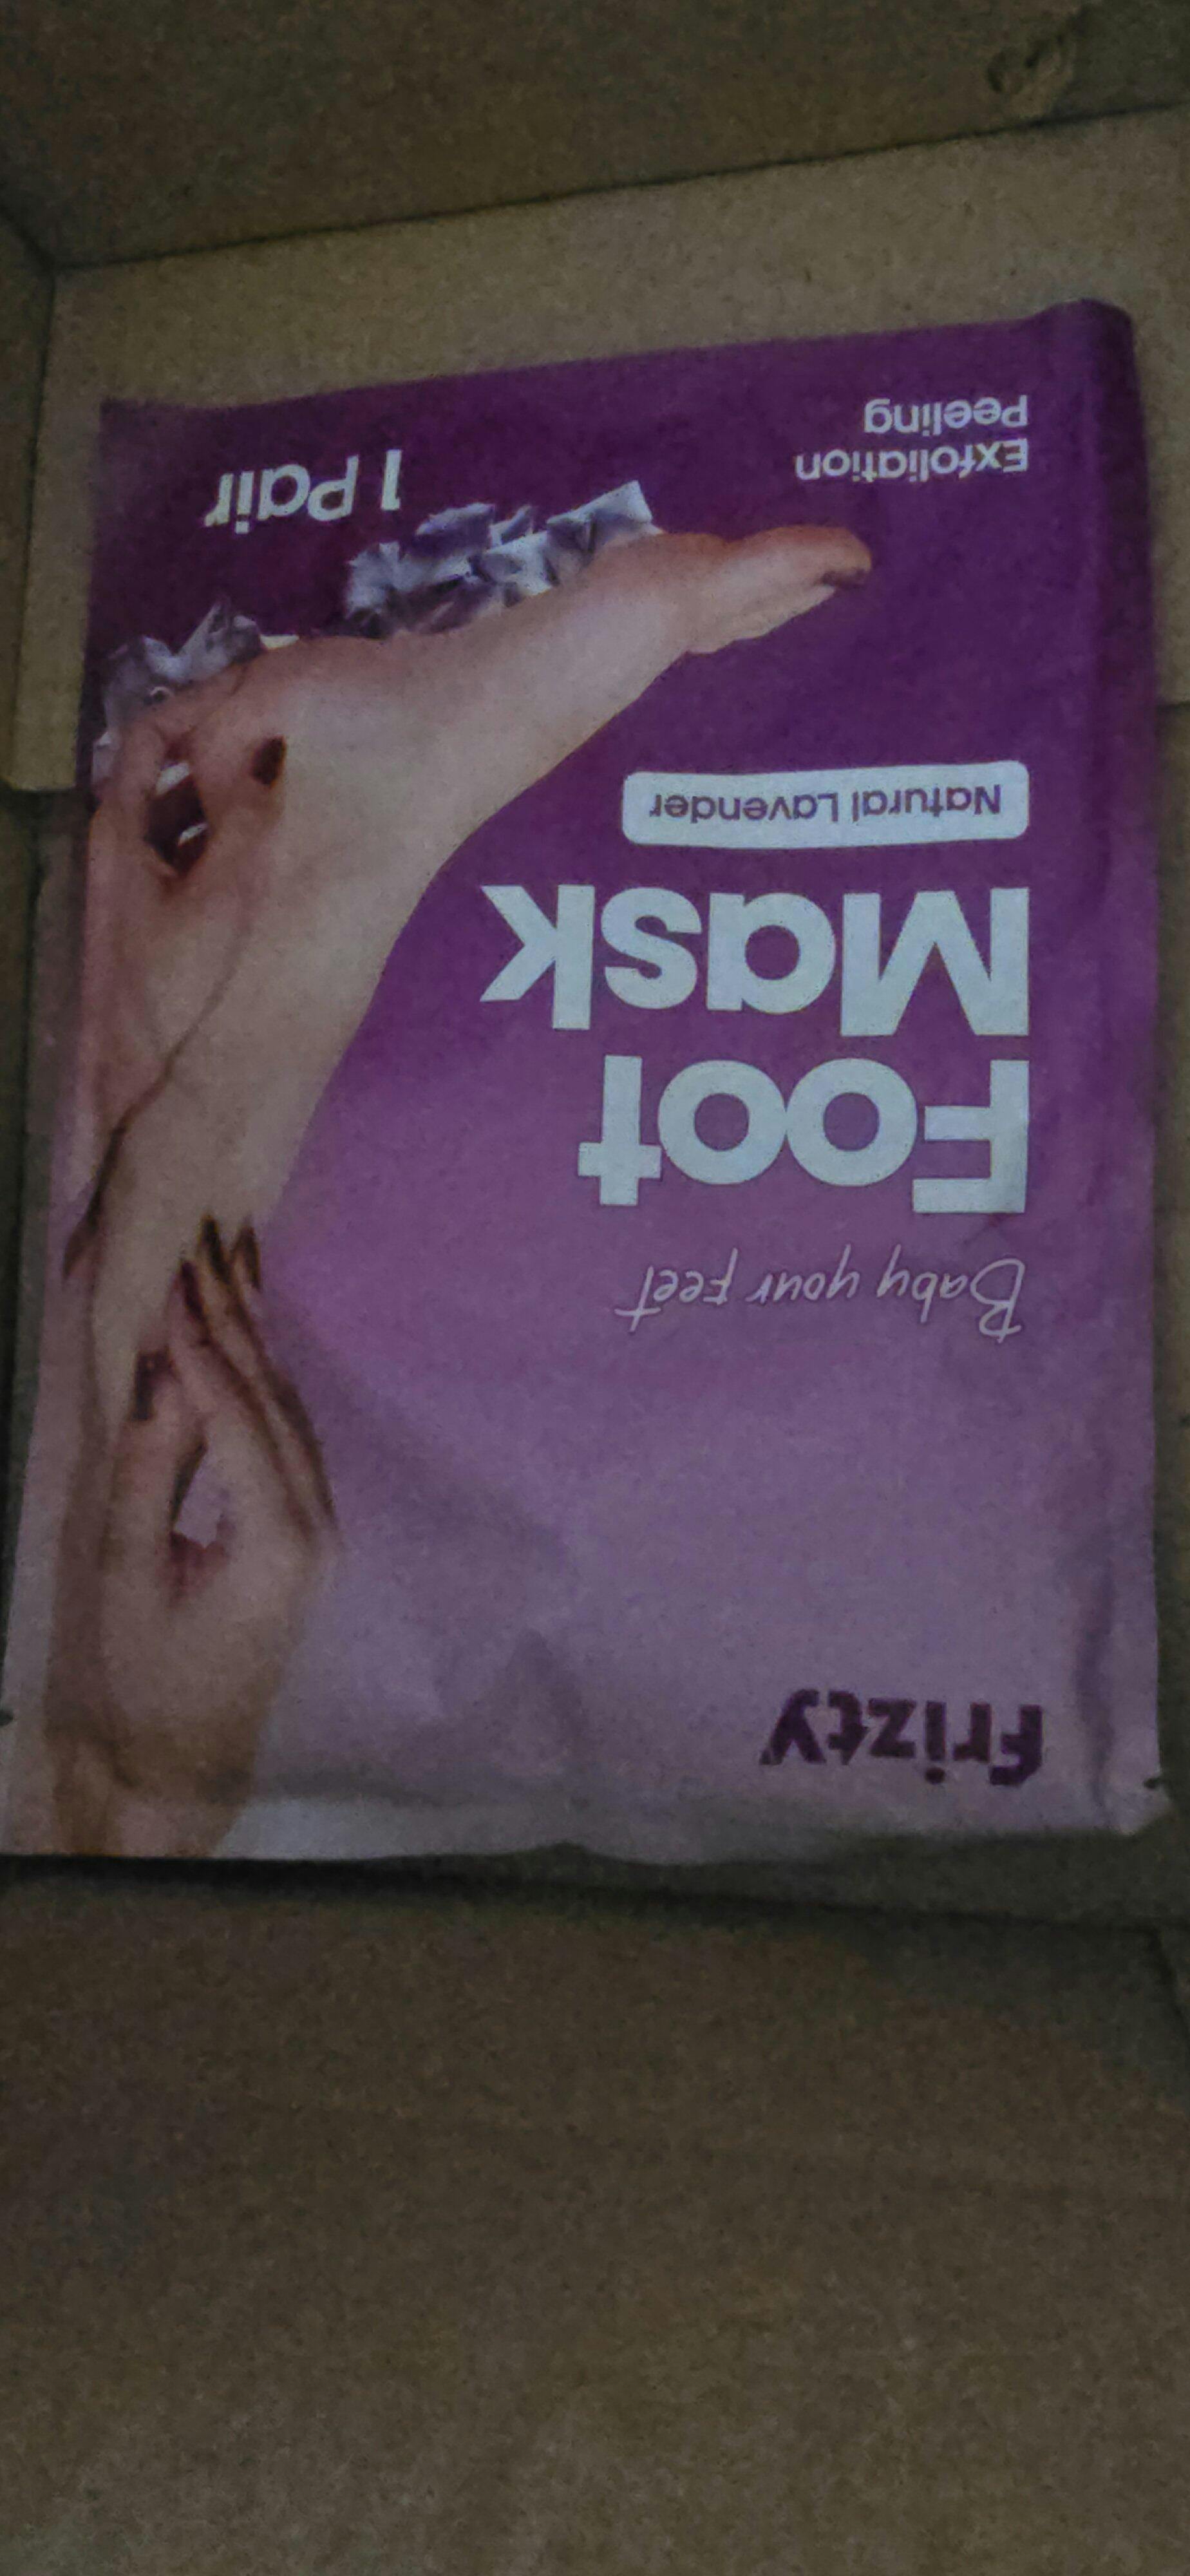 Frizty
Baby your feet
Foot
Mask
Natural Lavender
Exfoliation
Peeling
1 Pair